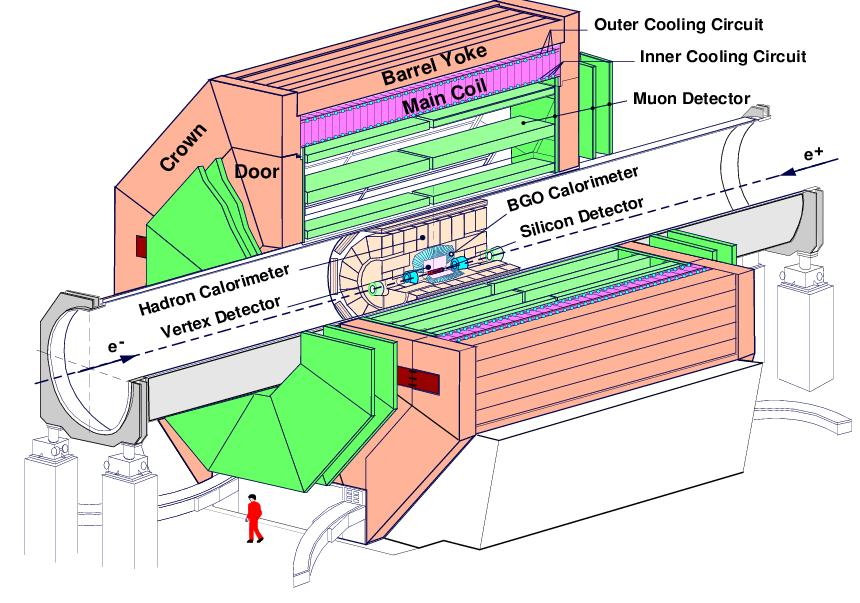 Outer Cooling Circuit
Inner Cooling Circuit
Barrel Yoke
Main Coil
Muon Detector
Crown
Door
e+
BGO Calorimeter
Silicon Detector
Hadron Calorimeter
Vertex Detector
e-